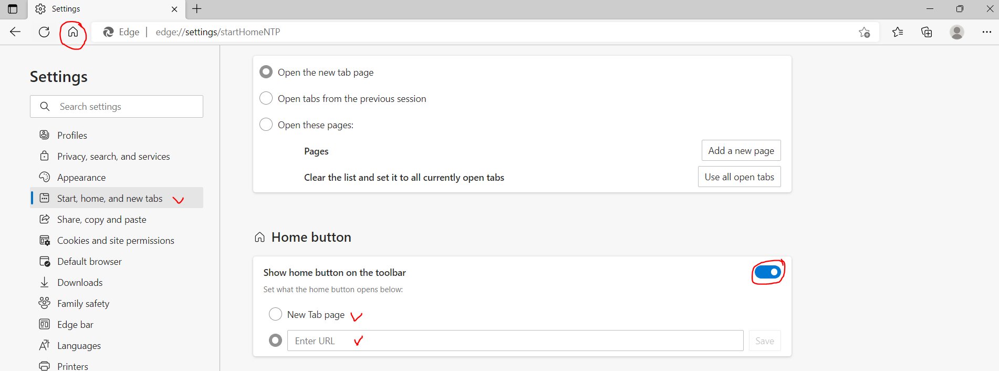 Settings
Edge | edge://settings/startHomeNTP
Settings
Search settings
Profiles
Privacy, search, and services
Appearance
Start, home, and new tabs
Share, copy and paste
Cookies and site permissions
Default browser
Downloads
Family safety
Edge bar
Languages
Printers
Open the new tab page
Open tabs from the previous session
Open these pages:
Pages
Add a new page
Clear the list and set it to all currently open tabs
Use all open tabs
Home button
Show home button on the toolbar
Set what the home button opens below:
New Tab page
Enter URL
Save